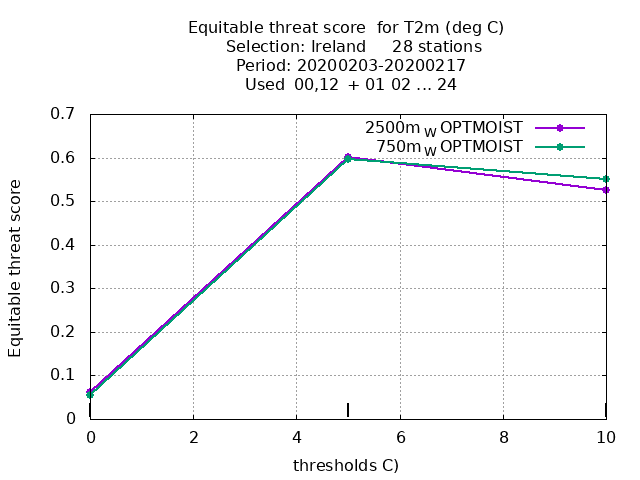 Equitable threat score  for T2m (deg C)
Selection: Ireland     28 stations
Period: 20200203-20200217
Used  00,12  + 01 02 ... 24
2500m W OPTMOIST
750m W OPTMOIST
Equitable threat score
0.7
0.6
0.5
0.4
0.3
0.2
0.1
0
0 2 4 6 8 10
thresholds C)